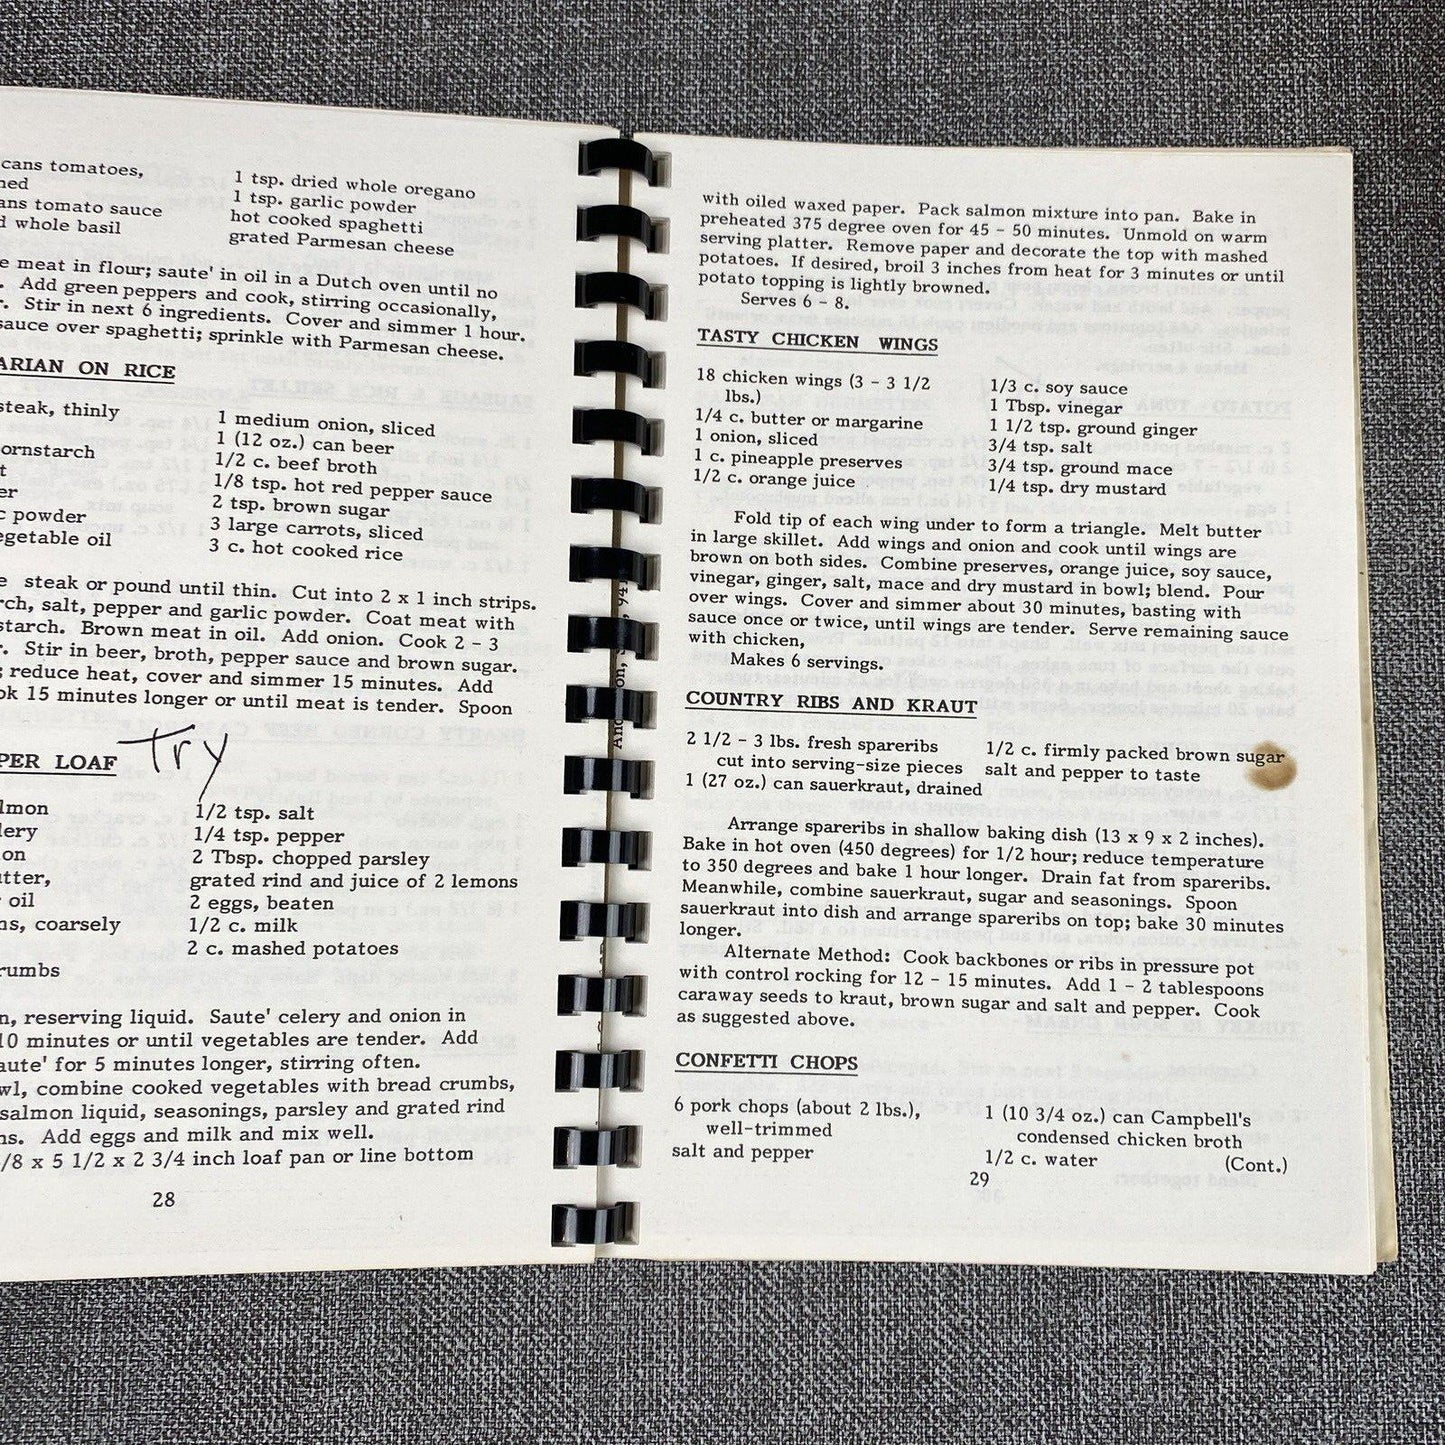 cans tomatoes,
ans tomato sauce
whole basil
1 tsp. dried whole oregano
1 tsp. garlic powder
hot cooked spaghetti
grated Parmesan cheese
e meat in flour; saute' in oil in a Dutch oven until no
. Add green peppers and cook, stirring occasionally,
r. Stir in next 6 ingredients. Cover and simmer 1 hour.
sauce over spaghetti; sprinkle with Parmesan cheese.
ARIAN ON RICE
steak, thinly
ornstarch
t
er
c powder
egetable oil
1 medium onion, sliced
1 (12 oz.) can beer
1/2 c. beef broth
1/8 tsp. hot red pepper sauce
2 tsp. brown sugar
3 large carrots, sliced
3 c. hot cooked rice
e steak or pound until thin. Cut into 2 x 1 inch strips.
rch, salt, pepper and garlic powder. Coat meat with
starch. Brown meat in oil. Add onion. Cook 2 - 3
r. Stir in beer, broth, pepper sauce and brown sugar.
; reduce heat, cover and simmer 15 minutes. Add
ok 15 minutes longer or until meat is tender. Spoon
PER LOAF Try
lmon
lery
on
utter,
r oil
ns, coarsely
rumbs
1/2 tsp. salt
1/4 tsp. pepper
2 Tbsp. chopped parsley
grated rind and juice of 2 lemons
2 eggs, beaten
1/2 c. milk
2 c. mashed potatoes
n, reserving liquid. Saute' celery and onion in
10 minutes or until vegetables are tender. Add
aute' for 5 minutes longer, stirring often.
wl, combine cooked vegetables with bread crumbs,
salmon liquid, seasonings, parsley and grated rind
ns. Add eggs and milk and mix well.
/8 x 5 1/2 x 2 3/4 inch loaf pan or line bottom
28
with oiled waxed paper. Pack salmon mixture into pan. Bake in
preheated 375 degree oven for 45 - 50 minutes. Unmold on warm
serving platter. Remove paper and decorate the top with mashed
potatoes. If desired, broil 3 inches from heat for 3 minutes or until
potato topping is lightly browned.
Serves 6 - 8.
TASTY CHICKEN WINGS
18 chicken wings (3 - 3 1/2
lbs.)
1/4 c. butter or margarine
1 onion, sliced
1 c. pineapple preserves
1/2 c. orange juice
1/3 c. soy sauce
1 Tbsp. vinegar
1 1/2 tsp. ground ginger
3/4 tsp. salt
3/4 tsp. ground mace
1/4 tsp. dry mustard
Fold tip of each wing under to form a triangle. Melt butter
in large skillet. Add wings and onion and cook until wings are
brown on both sides. Combine preserves, orange juice, soy sauce,
vinegar, ginger, salt, mace and dry mustard in bowl; blend. Pour
over wings. Cover and simmer about 30 minutes, basting with
sauce once or twice, until wings are tender. Serve remaining sauce
with chicken,
Makes 6 servings.
COUNTRY RIBS AND KRAUT
2 1/2 - 3 lbs. fresh spareribs
cut into serving-size pieces
1 (27 oz.) can sauerkraut, drained
1/2 c. firmly packed brown sugar
salt and pepper to taste
Arrange spareribs in shallow baking dish (13 x 9 x 2 inches).
Bake in hot oven (450 degrees) for 1/2 hour; reduce temperature
to 350 degrees and bake 1 hour longer. Drain fat from spareribs.
Meanwhile, combine sauerkraut, sugar and seasonings. Spoon
sauerkraut into dish and arrange spareribs on top; bake 30 minutes
longer.
Alternate Method: Cook backbones or ribs in pressure pot
with control rocking for 12 - 15 minutes. Add 1 - 2 tablespoons
caraway seeds to kraut, brown sugar and salt and pepper. Cook
as suggested above.
CONFETTI CHOPS
6 pork chops (about 2 lbs.),
well-trimmed
salt and pepper
1 (10 3/4 oz.) can Campbell's
condensed chicken broth
1/2 c. water (Cont.)
29